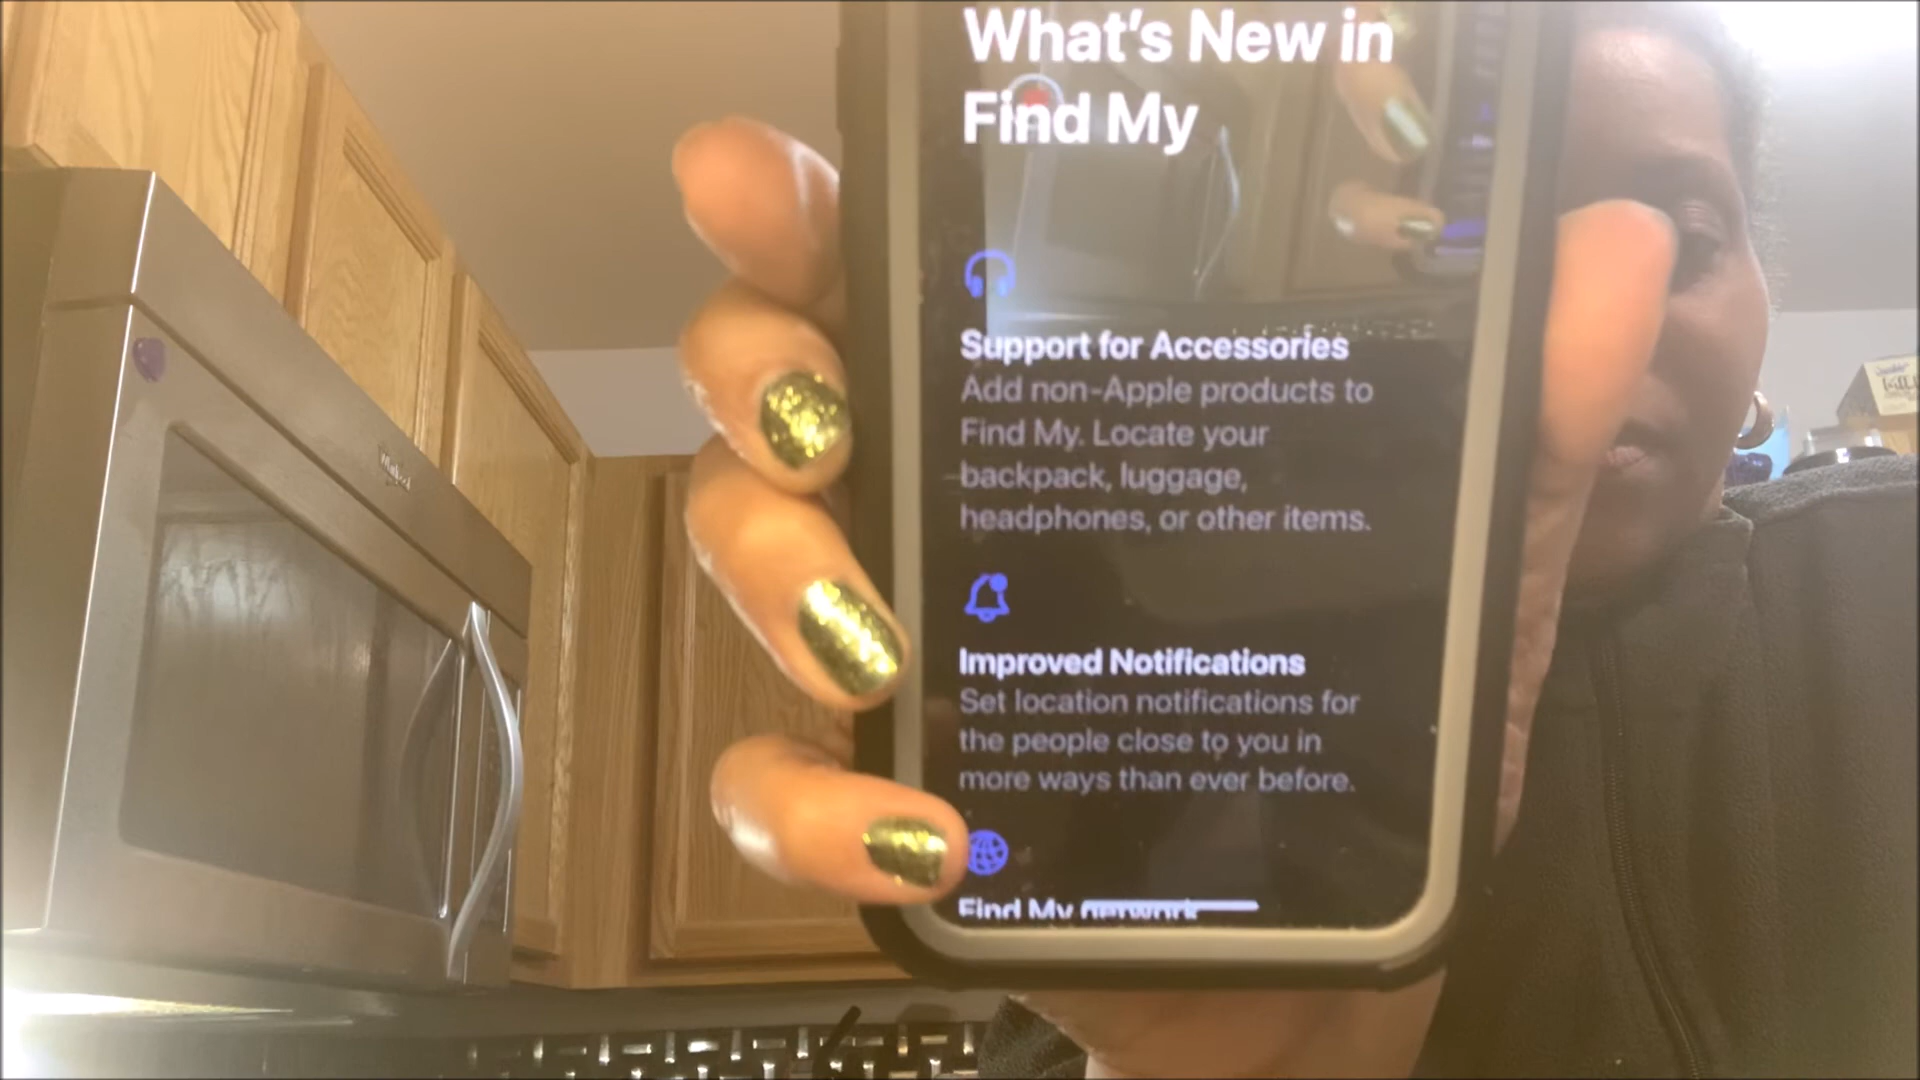 What's New in
Find My
Support for Accessories
Add non-Apple products to
Find My. Locate your
backpack, luggage,
headphones, or other items.
Improved Notifications
Set location notifications for
the people close to you in
more ways than ever before.
Find My network
Whirlpool